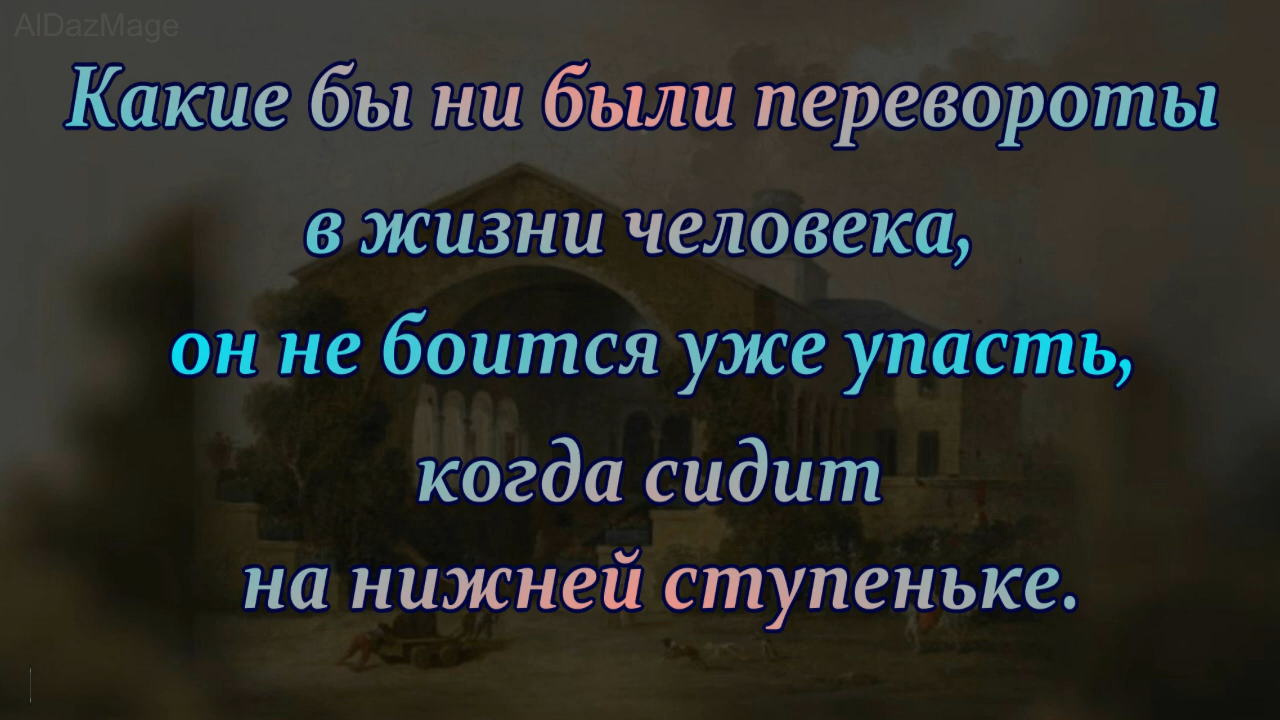 AlDazMage
Какие бы ни были перевороты
в жизни человека,
он не боится уже упасть,
когда сидит
на нижней ступеньке.